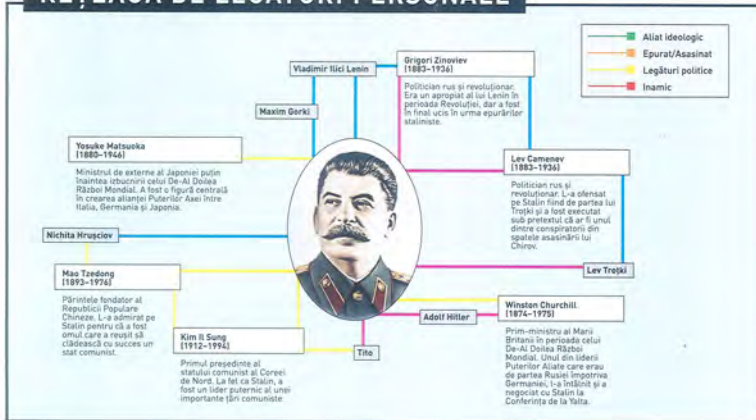 REȚEAUA DE LEGĂTURI PERSONALE
Aliat ideologic
Epurat/Asasinat
Legături politice
Inamic
Vladimir Ilici Lenin
Maxim Gorki
Grigori Zinoviev
(1883–1936)
Politician rus și revoluționar.
Era un apropiat al lui Lenin în
perioada Revoluției, dar a fost
în final ucis în urma epurărilor
staliniste.
Yosuke Matsuoka
(1880–1946)
Ministrul de externe al Japoniei puțin
înaintea izbucnirii celui De-Al Doilea
Război Mondial. A fost o figură centrală
în crearea alianței Puterilor Axei între
Italia, Germania și Japonia.
Lev Camenev
(1883–1936)
Politician rus și
revoluționar. L-a ofensat
pe Stalin fiind de partea lui
Troțki și a fost executat
sub pretextul că ar fi unul
dintre conspiratorii din
spatele asasinării lui
Chirov.
Nichita Hrușciov
Lev Troțki
Mao Tzedong
(1893–1976)
Părintele fondator al
Republicii Populare
Chineze. L-a admirat pe
Stalin pentru că a fost
omul care a reușit să
clădească cu succes un
stat comunist.
Kim Il Sung
(1912–1994)
Primul președinte al
statului comunist al Coreei
de Nord. La fel ca Stalin, a
fost un lider puternic al unei
importante țări comuniste
Tito
Adolf Hitler
Winston Churchill
(1874–1975)
Prim-ministru al Marii
Britanii în perioada celui
De-Al Doilea Război
Mondial. Unul din liderii
Puterilor Aliate care erau
de partea Rusiei împotriva
Germaniei, l-a întâlnit și a
negociat cu Stalin la
Conferința de la Yalta.